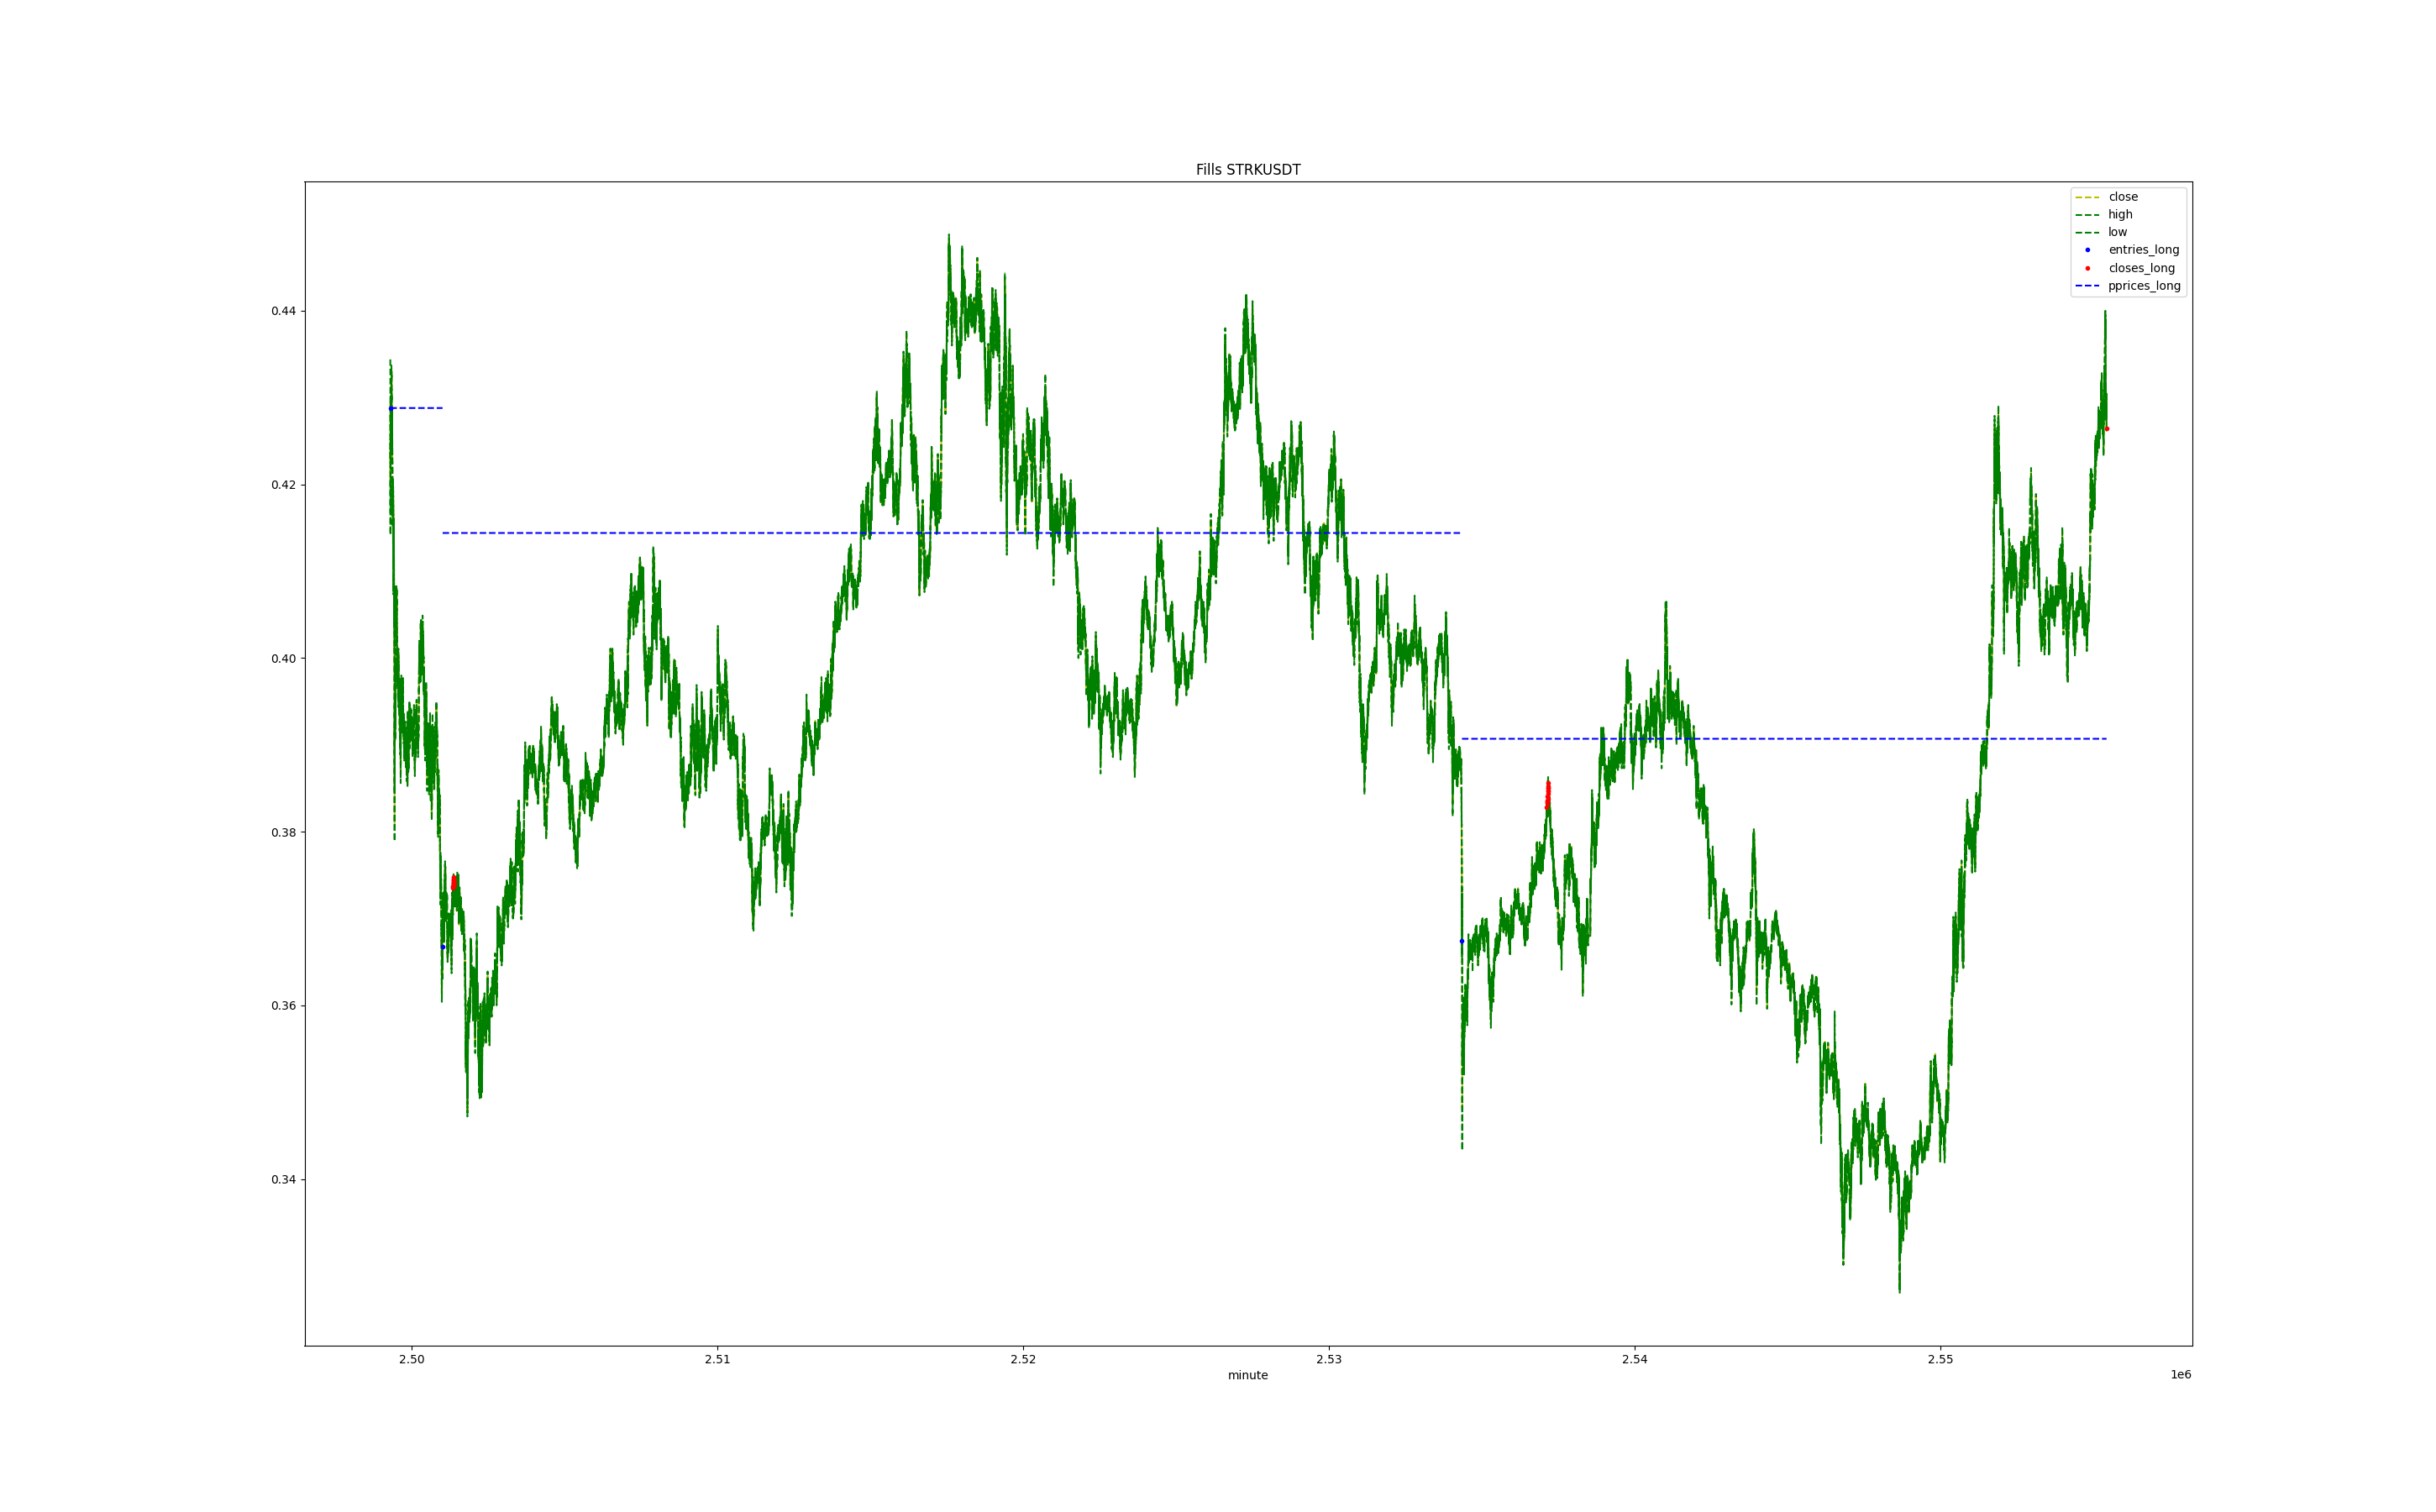 Fills STRKUSDT
close
high
low
entries_long
closes_long
pprices_long
0.44
0.42
0.40
0.38
0.36
0.34
2.50 2.51 2.52 2.53 2.54 2.55
minute 1e6